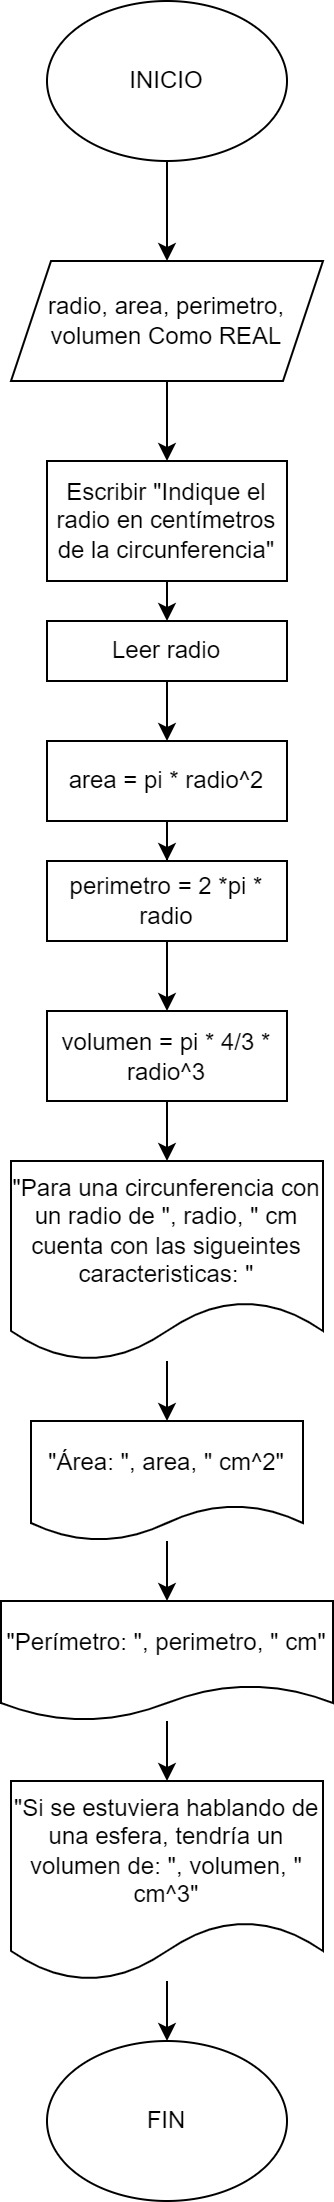 INICIO
radio, area, perimetro,
volumen Como REAL
Escribir "Indique el
radio en centímetros
de la circunferencia"
Leer radio
area = pi * radio^2
perimetro = 2 *pi *
radio
volumen = pi * 4/3 *
radio^3
"Para una circunferencia con
un radio de ", radio, " cm
cuenta con las sigueintes
caracteristicas: "
"Área: ", area, " cm^2"
"Perímetro: ", perimetro, " cm"
"Si se estuviera hablando de
una esfera, tendría un
volumen de: ", volumen, "
cm^3"
FIN